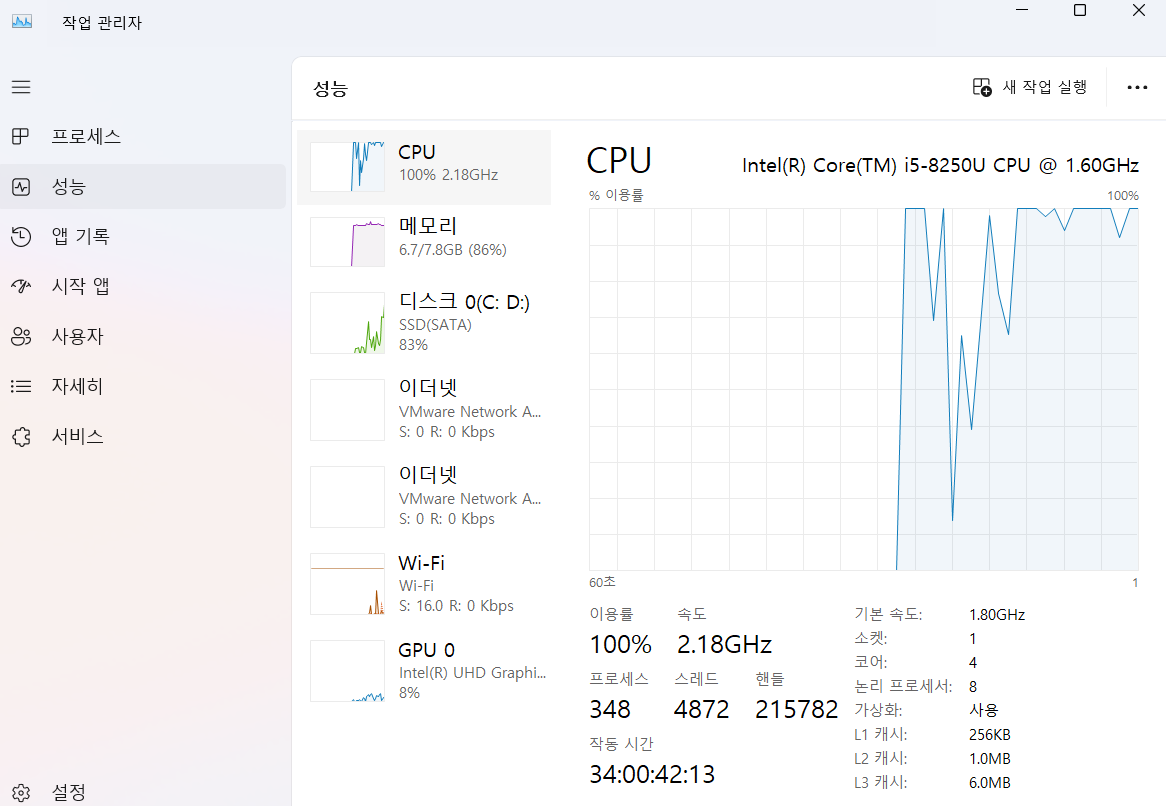 작업 관리자
성능
새 작업 실행
프로세스
성능
앱 기록
시작 앱
사용자
자세히
서비스
설정
CPU
100% 2.18GHz
메모리
6.7/7.8GB (86%)
디스크 0(C: D:)
SSD(SATA)
83%
이더넷
VMware Network A...
S: 0 R: 0 Kbps
이더넷
VMware Network A...
S: 0 R: 0 Kbps
Wi-Fi
Wi-Fi
S: 16.0 R: 0 Kbps
GPU 0
Intel(R) UHD Graphi...
8%
CPU
Intel(R) Core(TM) i5-8250U CPU @ 1.60GHz
% 이용률
100%
60초
1
이용률 속도
100% 2.18GHz
프로세스 스레드 핸들
348 4872 215782
작동 시간
34:00:42:13
기본 속도: 1.80GHz
소켓: 1
코어: 4
논리 프로세서: 8
가상화: 사용
L1 캐시: 256KB
L2 캐시: 1.0MB
L3 캐시: 6.0MB